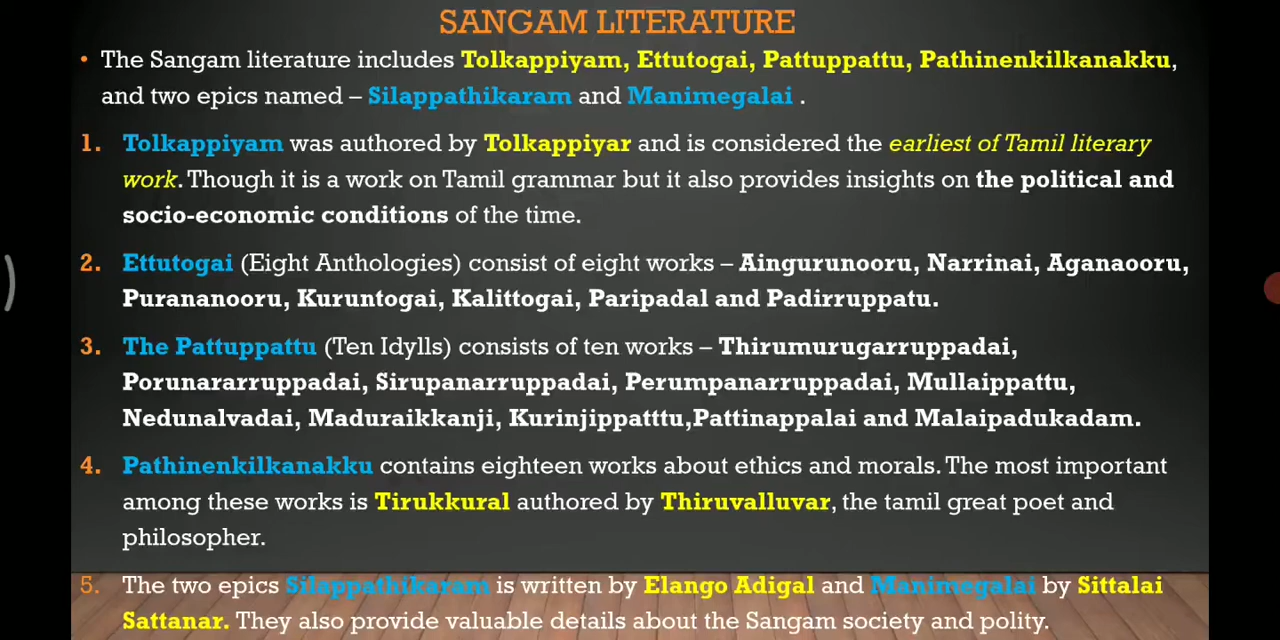 SANGAM LITERATURE
• The Sangam literature includes Tolkappiyam, Ettutogai, Pattuppattu, Pathinenkilkanakku,
and two epics named – Silappathikaram and Manimegalai .
1. Tolkappiyam was authored by Tolkappiyar and is considered the earliest of Tamil literary
work. Though it is a work on Tamil grammar but it also provides insights on the political and
socio-economic conditions of the time.
2. Ettutogai (Eight Anthologies) consist of eight works – Aingurunooru, Narrinai, Aganaooru,
Purananooru, Kuruntogai, Kalittogai, Paripadal and Padirruppatu.
3. The Pattuppattu (Ten Idylls) consists of ten works – Thirumurugarruppadai,
Porunararruppadai, Sirupanarruppadai, Perumpanarruppadai, Mullaippattu,
Nedunalvadai, Maduraikkanji, Kurinjippatttu,Pattinappalai and Malaipadukadam.
4. Pathinenkilkanakku contains eighteen works about ethics and morals. The most important
among these works is Tirukkural authored by Thiruvalluvar, the tamil great poet and
philosopher.
5. The two epics Silappathikaram is written by Elango Adigal and Manimegalai by Sittalai
Sattanar. They also provide valuable details about the Sangam society and polity.